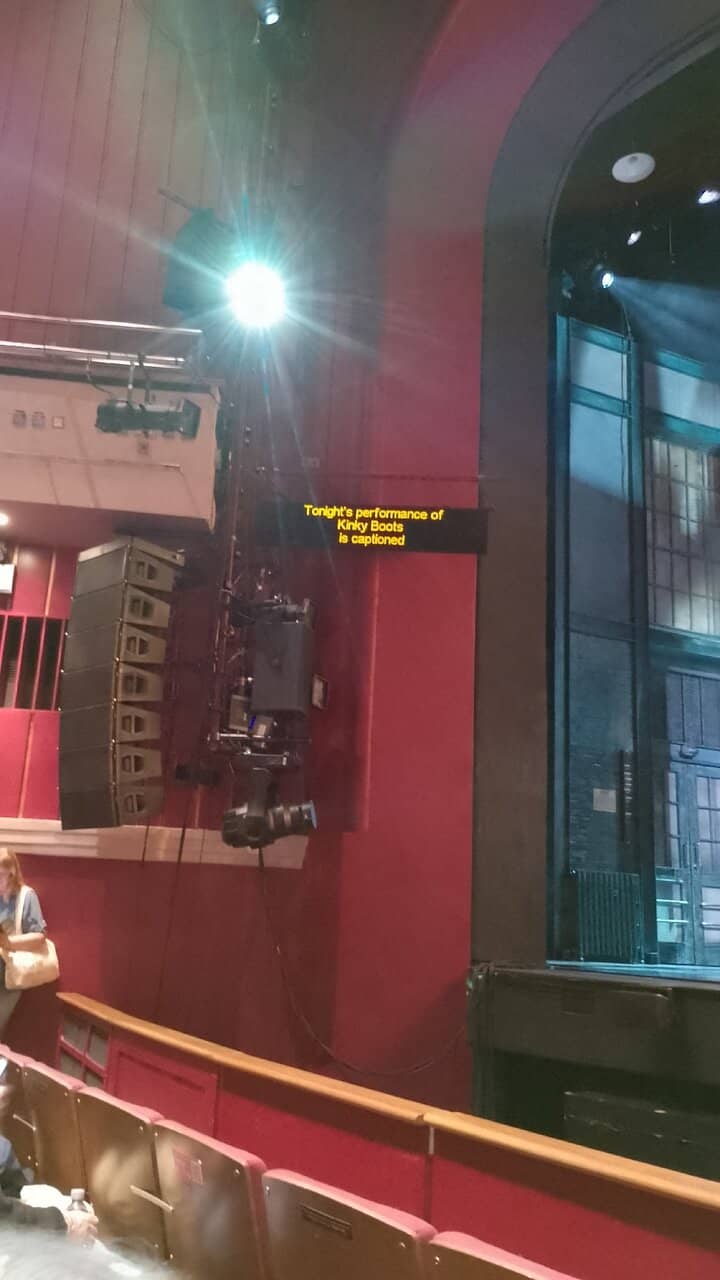 Tonight's performance of
Kinky Boots
is captioned